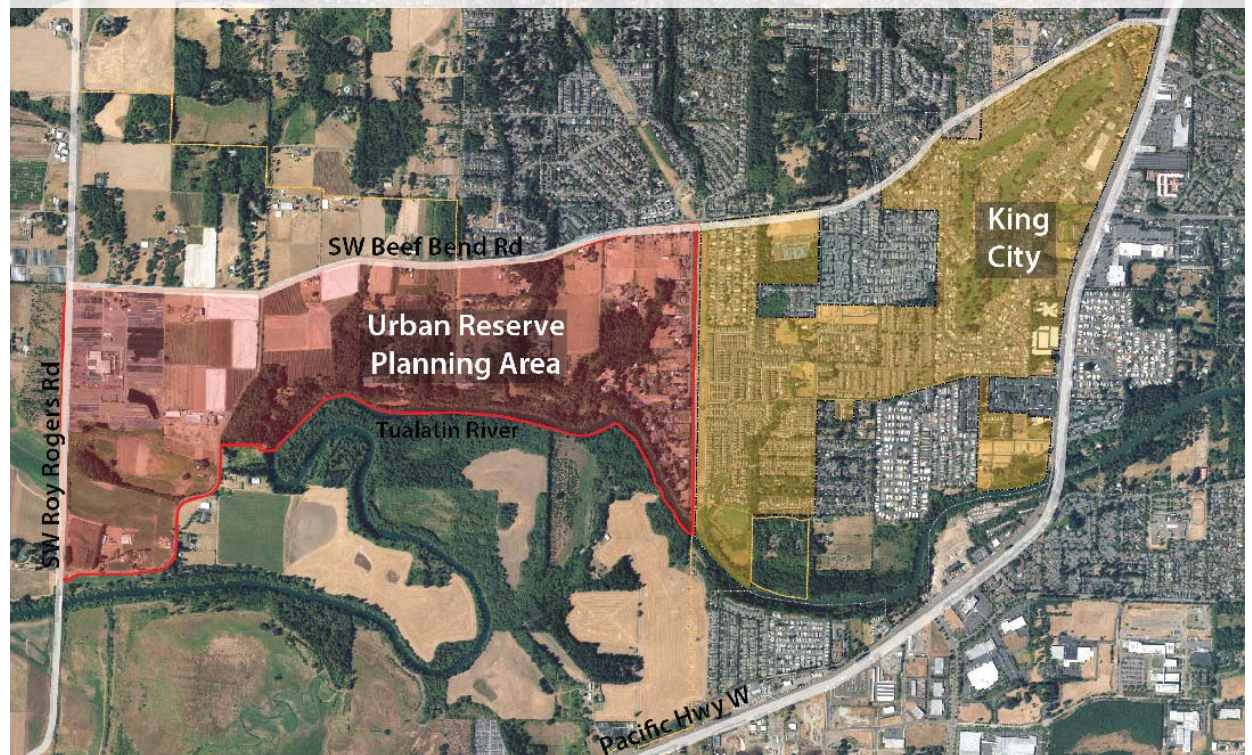 King
City
SW Beef Bend Rd
Urban Reserve
Planning Area
Tualatin River
SW Roy Rogers Rd
Pacific Hwy W